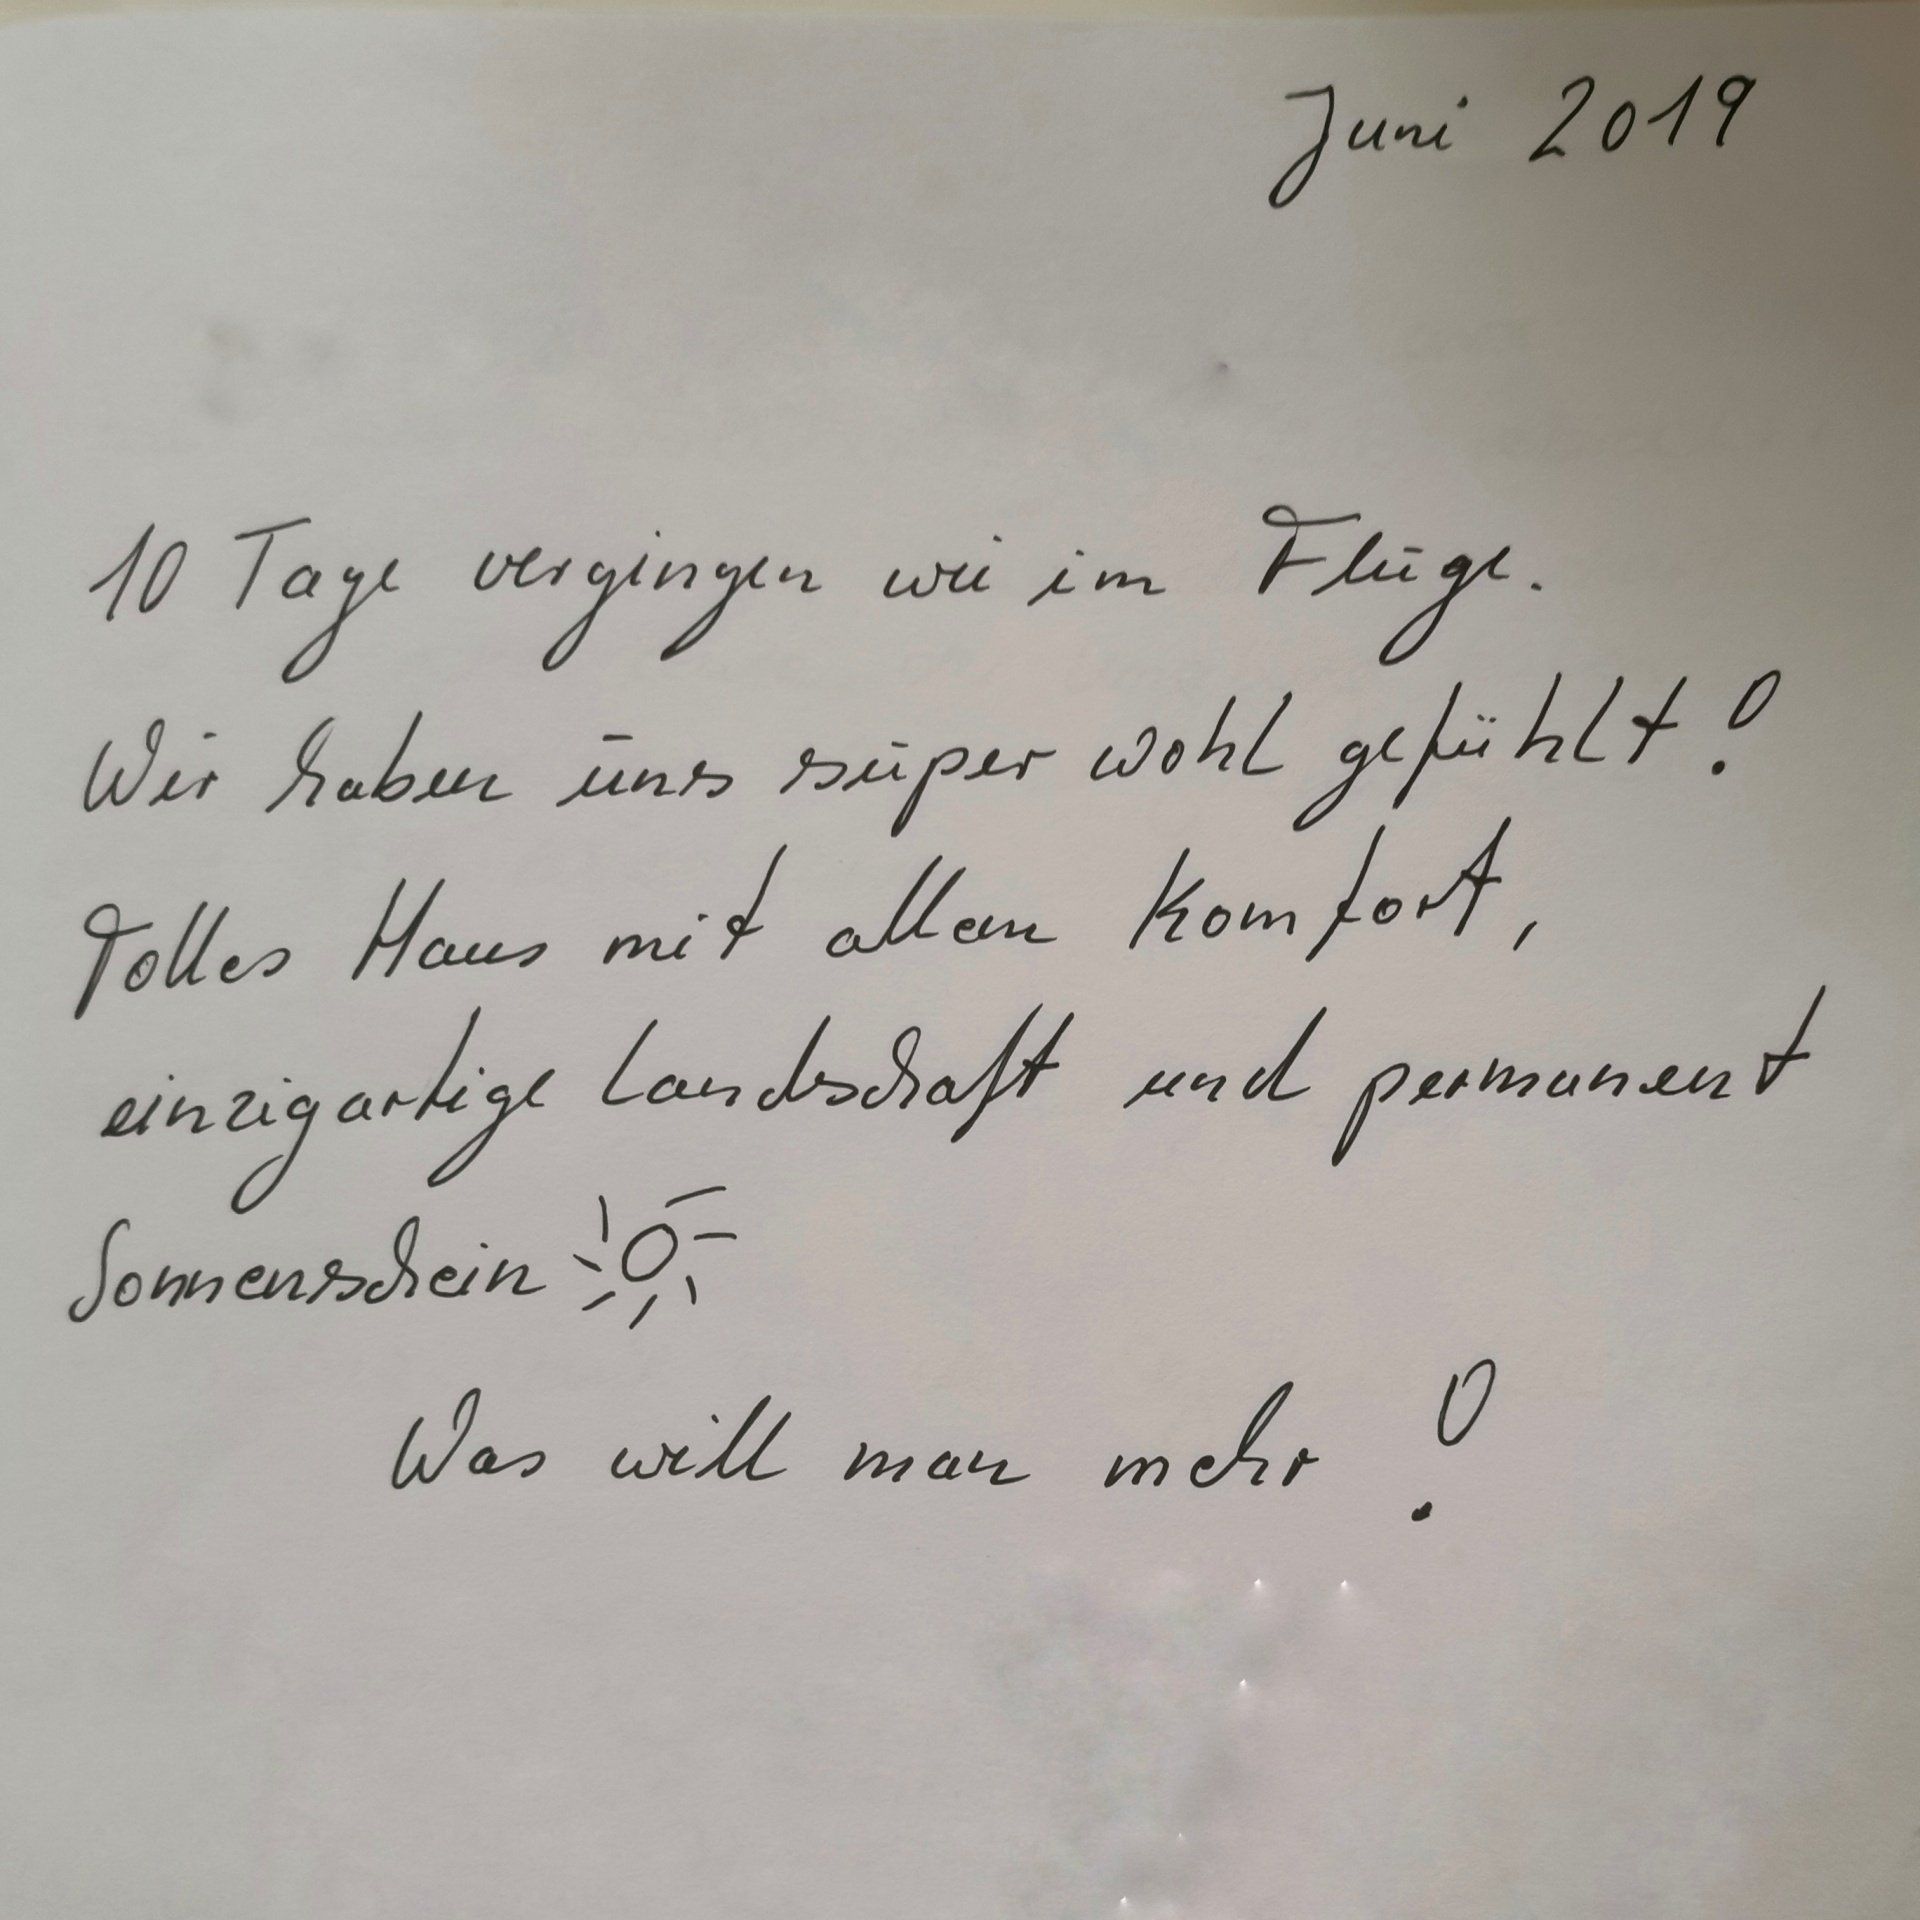 Juni 2019
10 Tage vergingen wie im Fluge.
Wir haben uns super wohl gefühlt!
Tolles Haus mit allem Komfort,
einzigartige Landschaft und permanent
Sonnenschein
Was will man mehr!